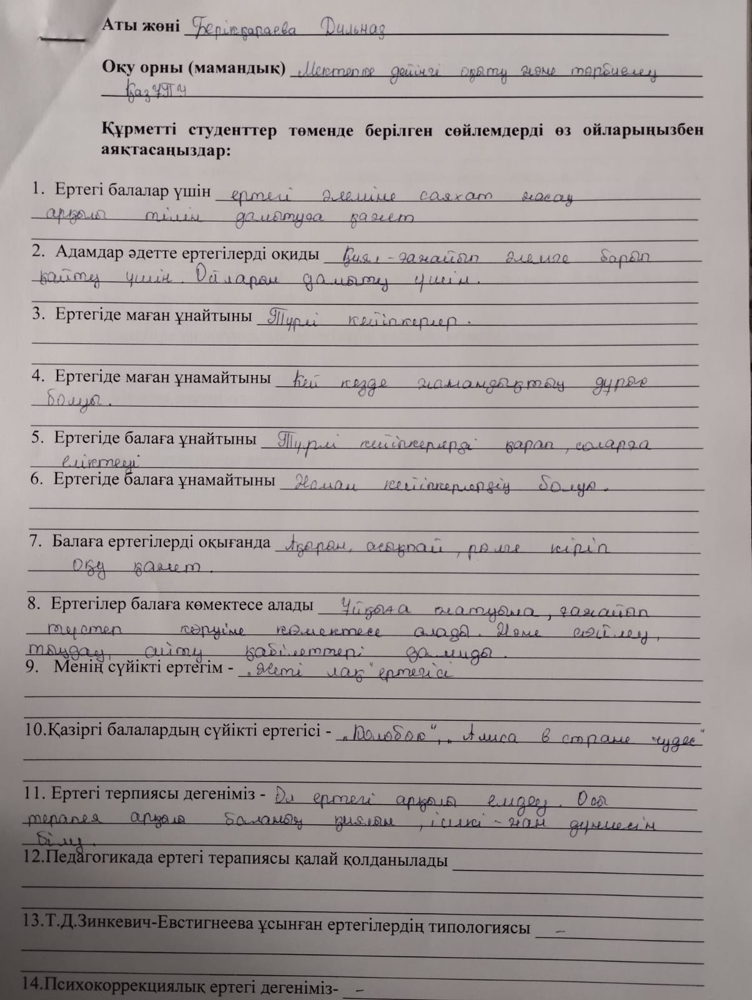 Аты жөні Берікқараева Дильназ
Оқу орны (мамандық) Мектепке дейінгі оқыту және тәрбиелеу
ҚазҰПУ
Құрметті студенттер төменде берілген сөйлемдерді өз ойларыңызбен
аяқтасаңыздар:
1. Ертегі балалар үшін ертегі әлеміне саяхат жасау
арқылы тілін дамытуға қажет
2. Адамдар әдетте ертегілерді оқиды Қиял-ғажайып әлемге барып
қайту үшін. Ойларын дамыту үшін.
3. Ертегіде маған ұнайтыны Түрлі кейіпкерлер.
4. Ертегіде маған ұнамайтыны Кей кезде жамандықтың дұрыс
болуы.
5. Ертегіде балаға ұнайтыны Түрлі кейіпкерлерді қарап, соларға
еліктеуі
6. Ертегіде балаға ұнамайтыны Жаман кейіпкерлердің болуы.
7. Балаға ертегілерді оқығанда Ақырын, асықпай, рөлге кіріп
оқу қажет.
8. Ертегілер балаға көмектесе алады Ұйқыға жатуына, ғажайып
түстер көруіне көмектесе алады. Және сөйлеу,
тыңдау, айту қабілеттері дамиды.
9. Менің сүйікті ертегім - „Жеті лақ" ертегісі
10.Қазіргі балалардың сүйікті ертегісі - „Колобок", „Алиса в стране чудес"
11. Ертегі терпиясы дегеніміз - Ол ертегі арқылы емдеу. Осы
терапея арқылы баланың қиялын, ішкі-жан дүниесін
білу.
12.Педагогикада ертегі терапиясы қалай қолданылады
13.Т.Д.Зинкевич-Евстигнеева ұсынған ертегілердің типологиясы –
14.Психокоррекциялық ертегі дегеніміз- –